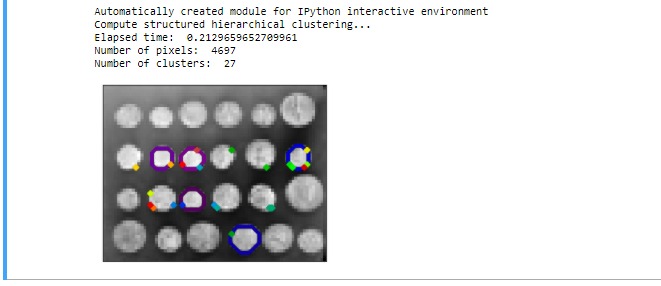 Automatically created module for IPython interactive environment
Compute structured hierarchical clustering...
Elapsed time:  0.2129659652709961
Number of pixels:  4697
Number of clusters:  27